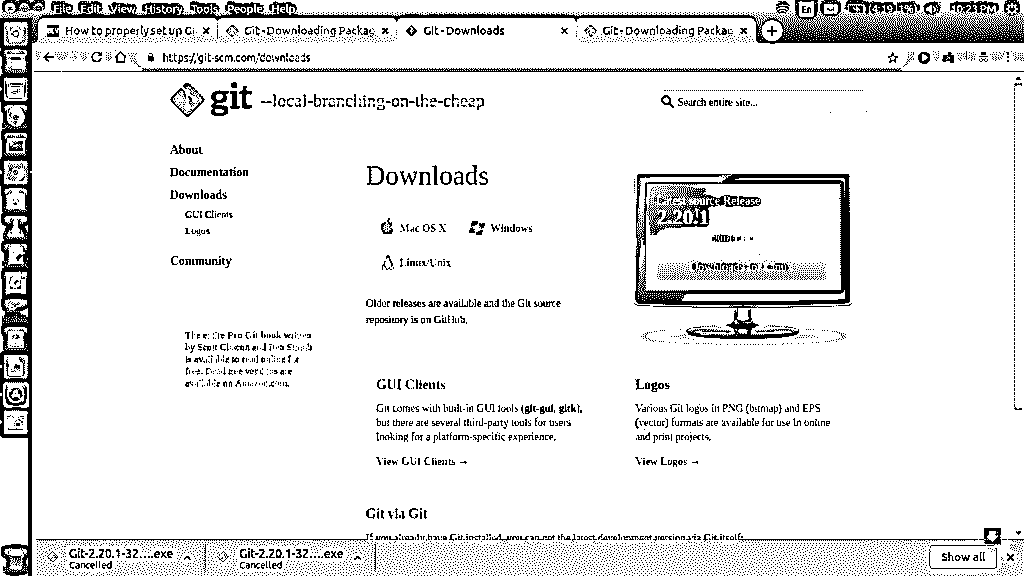 File Edit View History Tools People Help
En
10:23 PM
How to properly set up Gi
Git - Downloading Packag
Git - Downloads
Git - Downloading Packag
https://git-scm.com/downloads
git --local-branching-on-the-cheap
Search entire site...
About
Documentation
Downloads
GUI Clients
Logos
Community
Downloads
Mac OS X
Windows
Linux/Unix
Older releases are available and the Git source
repository is on GitHub.
Latest source Release
2.20.1
The entire Pro Git book written
by Scott Chacon and Ben Straub
is available to read online for
free. Dead tree versions are
available on Amazon.com.
GUI Clients
Git comes with built-in GUI tools (git-gui, gitk),
but there are several third-party tools for users
looking for a platform-specific experience.
View GUI Clients →
Logos
Various Git logos in PNG (bitmap) and EPS
(vector) formats are available for use in online
and print projects.
View Logos →
Git via Git
If you already have Git installed, you can get the latest development version via Git itself:
Git-2.20.1-32....exe
Cancelled
Git-2.20.1-32....exe
Cancelled
Show all